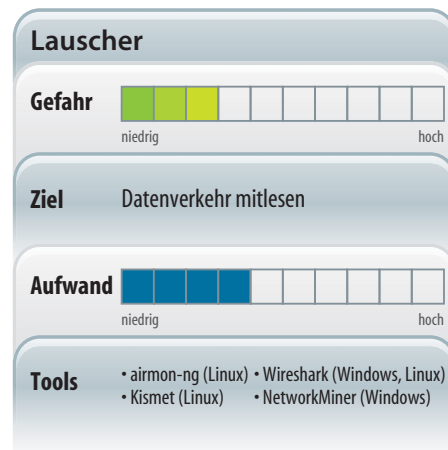 Lauscher
Gefahr
niedrig hoch
Ziel Datenverkehr mitlesen
Aufwand
niedrig hoch
Tools • airmon-ng (Linux) • Wireshark (Windows, Linux)
• Kismet (Linux) • NetworkMiner (Windows)